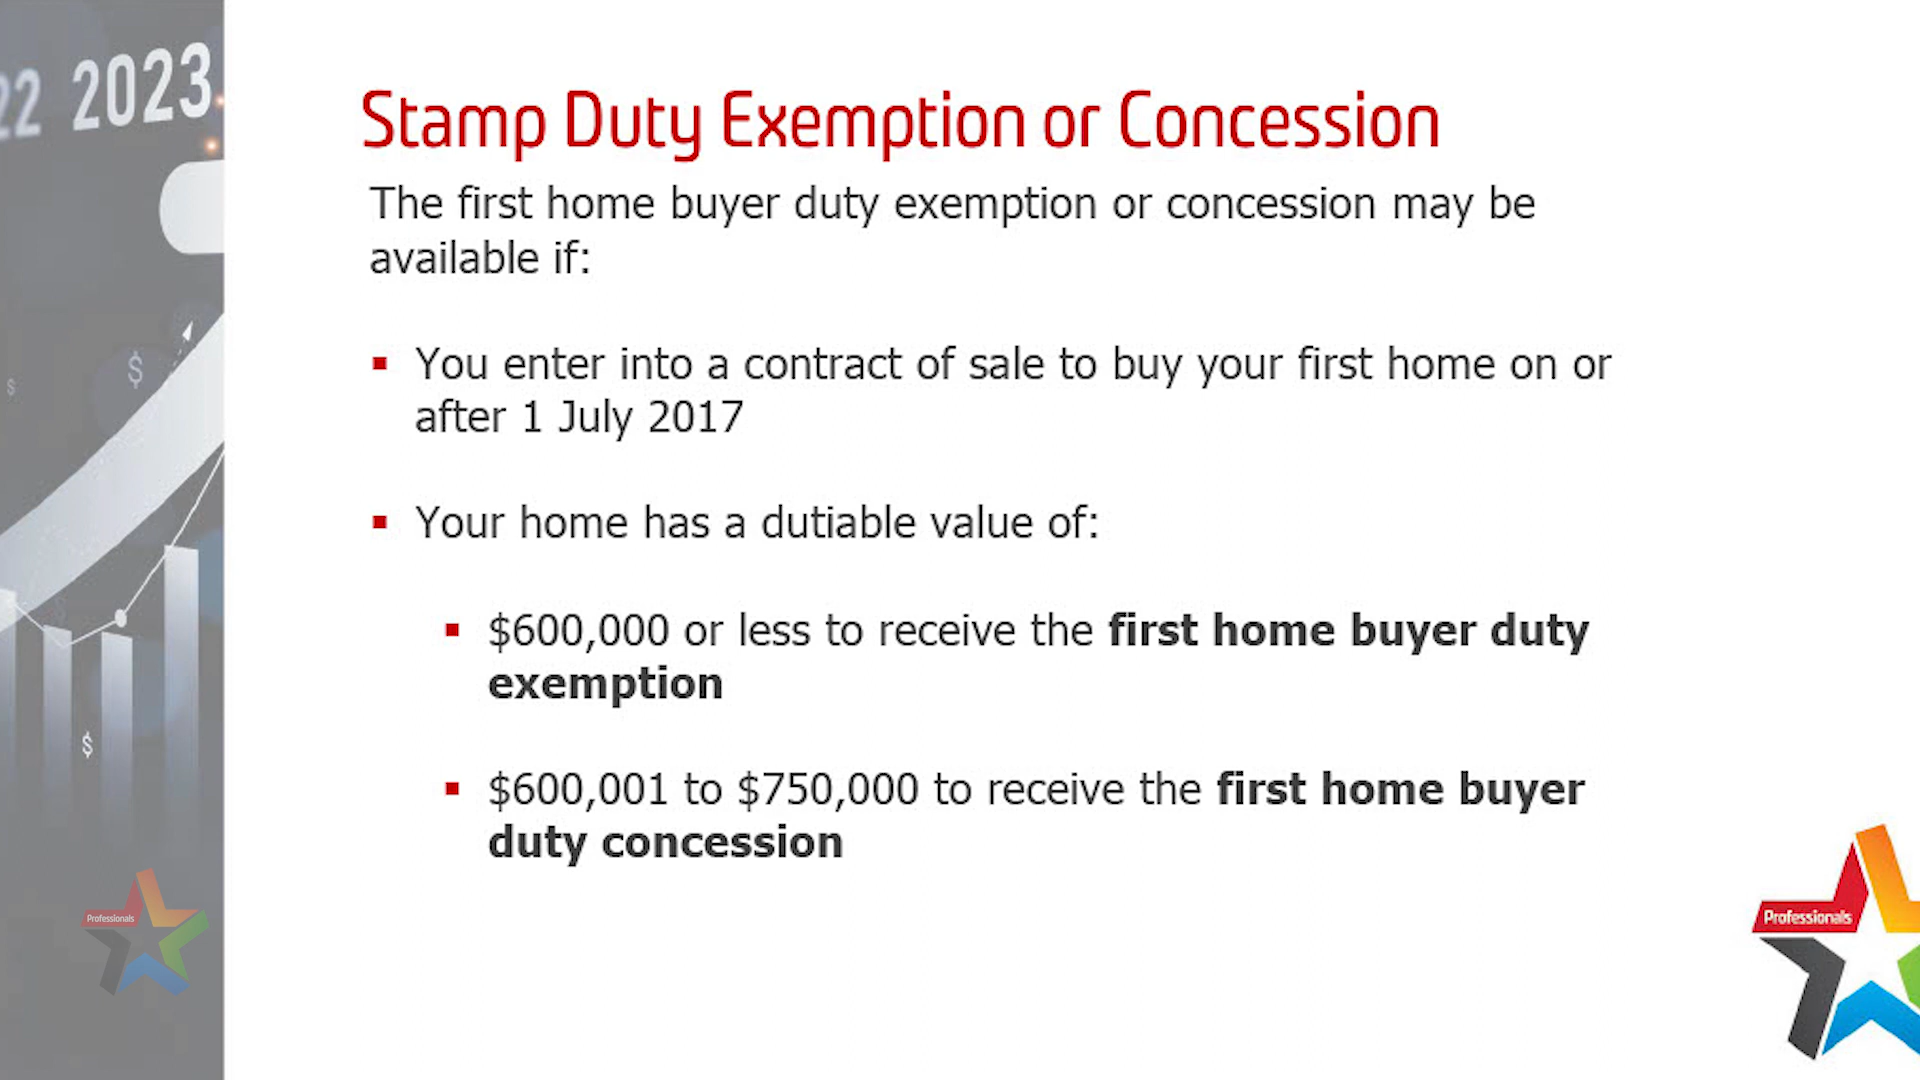 22 2023
Stamp Duty Exemption or Concession
The first home buyer duty exemption or concession may be
available if:
▪ You enter into a contract of sale to buy your first home on or
after 1 July 2017
▪ Your home has a dutiable value of:
▪ $600,000 or less to receive the first home buyer duty
exemption
▪ $600,001 to $750,000 to receive the first home buyer
duty concession
$
$
$
Professionals
Professionals